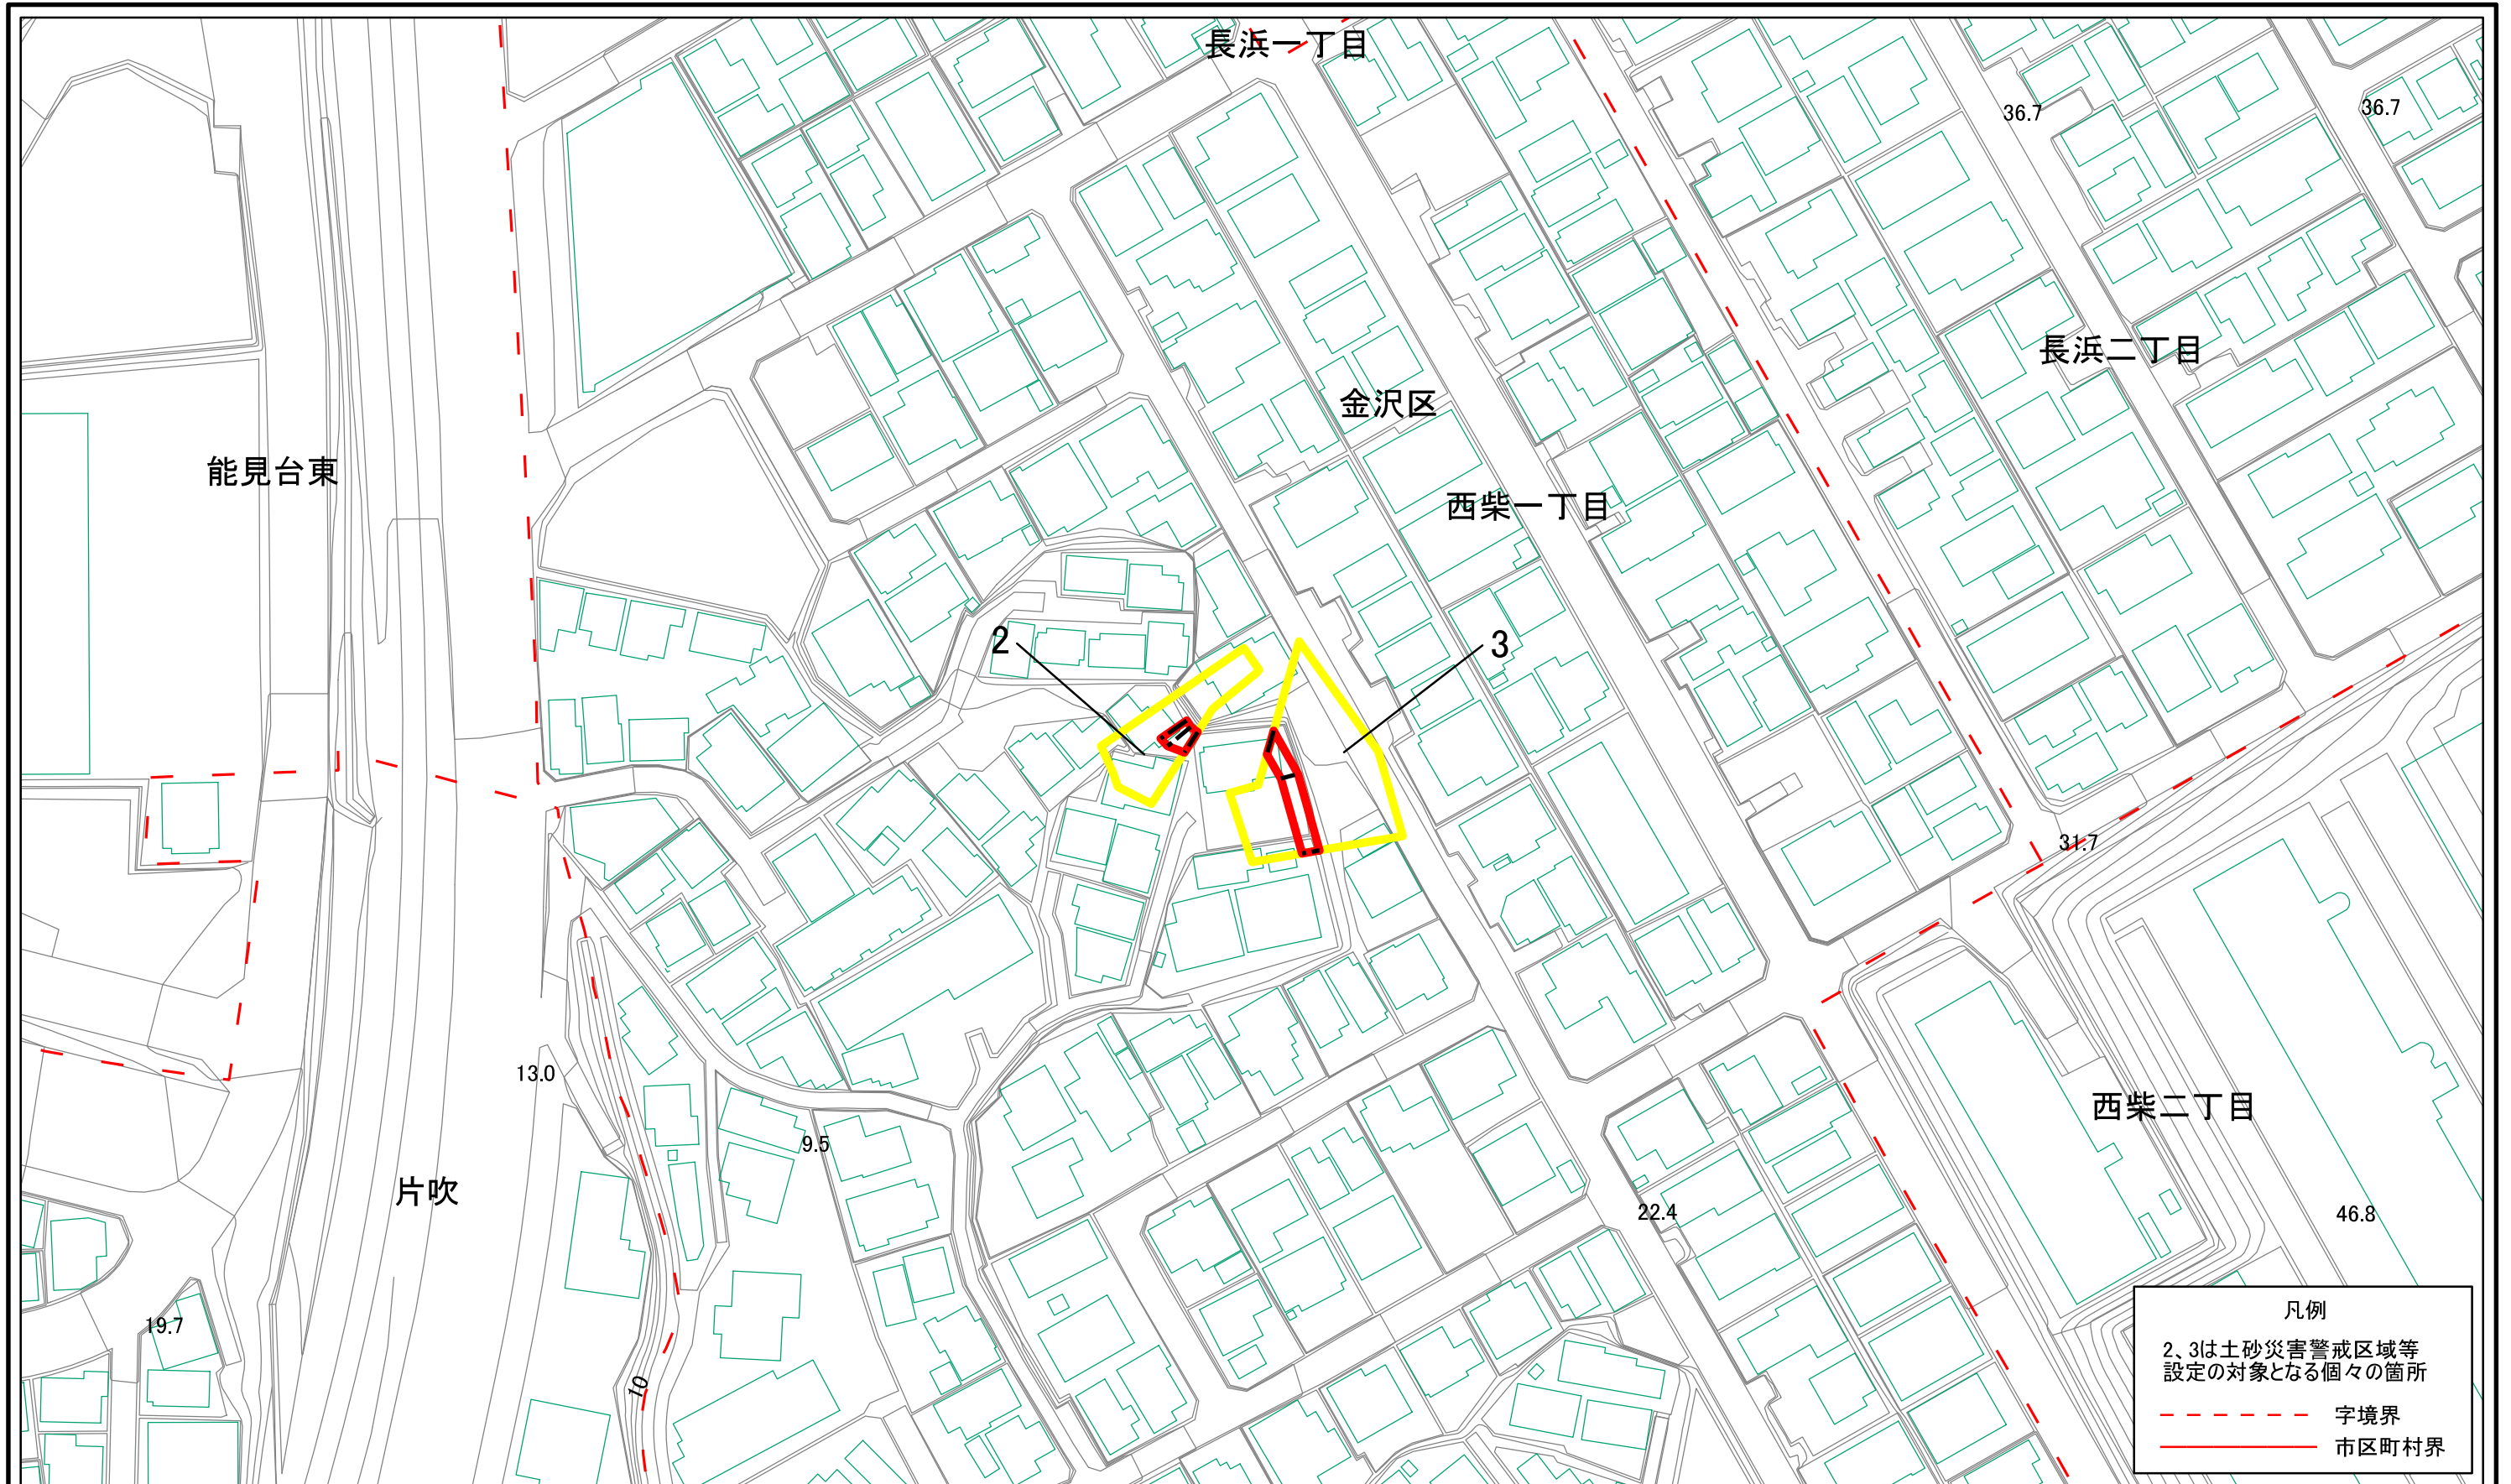 長浜一丁目
36.7
36.7
長浜二丁目
金沢区
能見台東
西柴一丁目
2
3
31.7
13.0
西柴二丁目
9.5
片吹
22.4
46.8
19.7
10
凡例
2、3は土砂災害警戒区域等
設定の対象となる個々の箇所
字境界
市区町村界